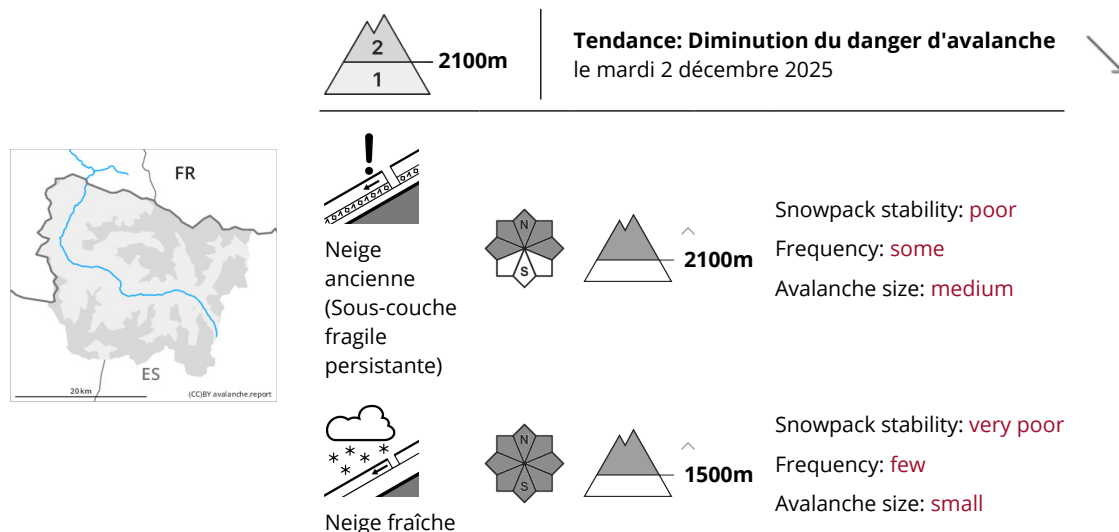 2
2100m
1
Tendance: Diminution du danger d'avalanche
le mardi 2 décembre 2025
FR
ES
20 km
(CC)BY avalanche.report
Neige
ancienne
(Sous-couche
fragile
persistante)
N
S
2100m
Snowpack stability: poor
Frequency: some
Avalanche size: medium
Neige fraîche
N
S
1500m
Snowpack stability: very poor
Frequency: few
Avalanche size: small